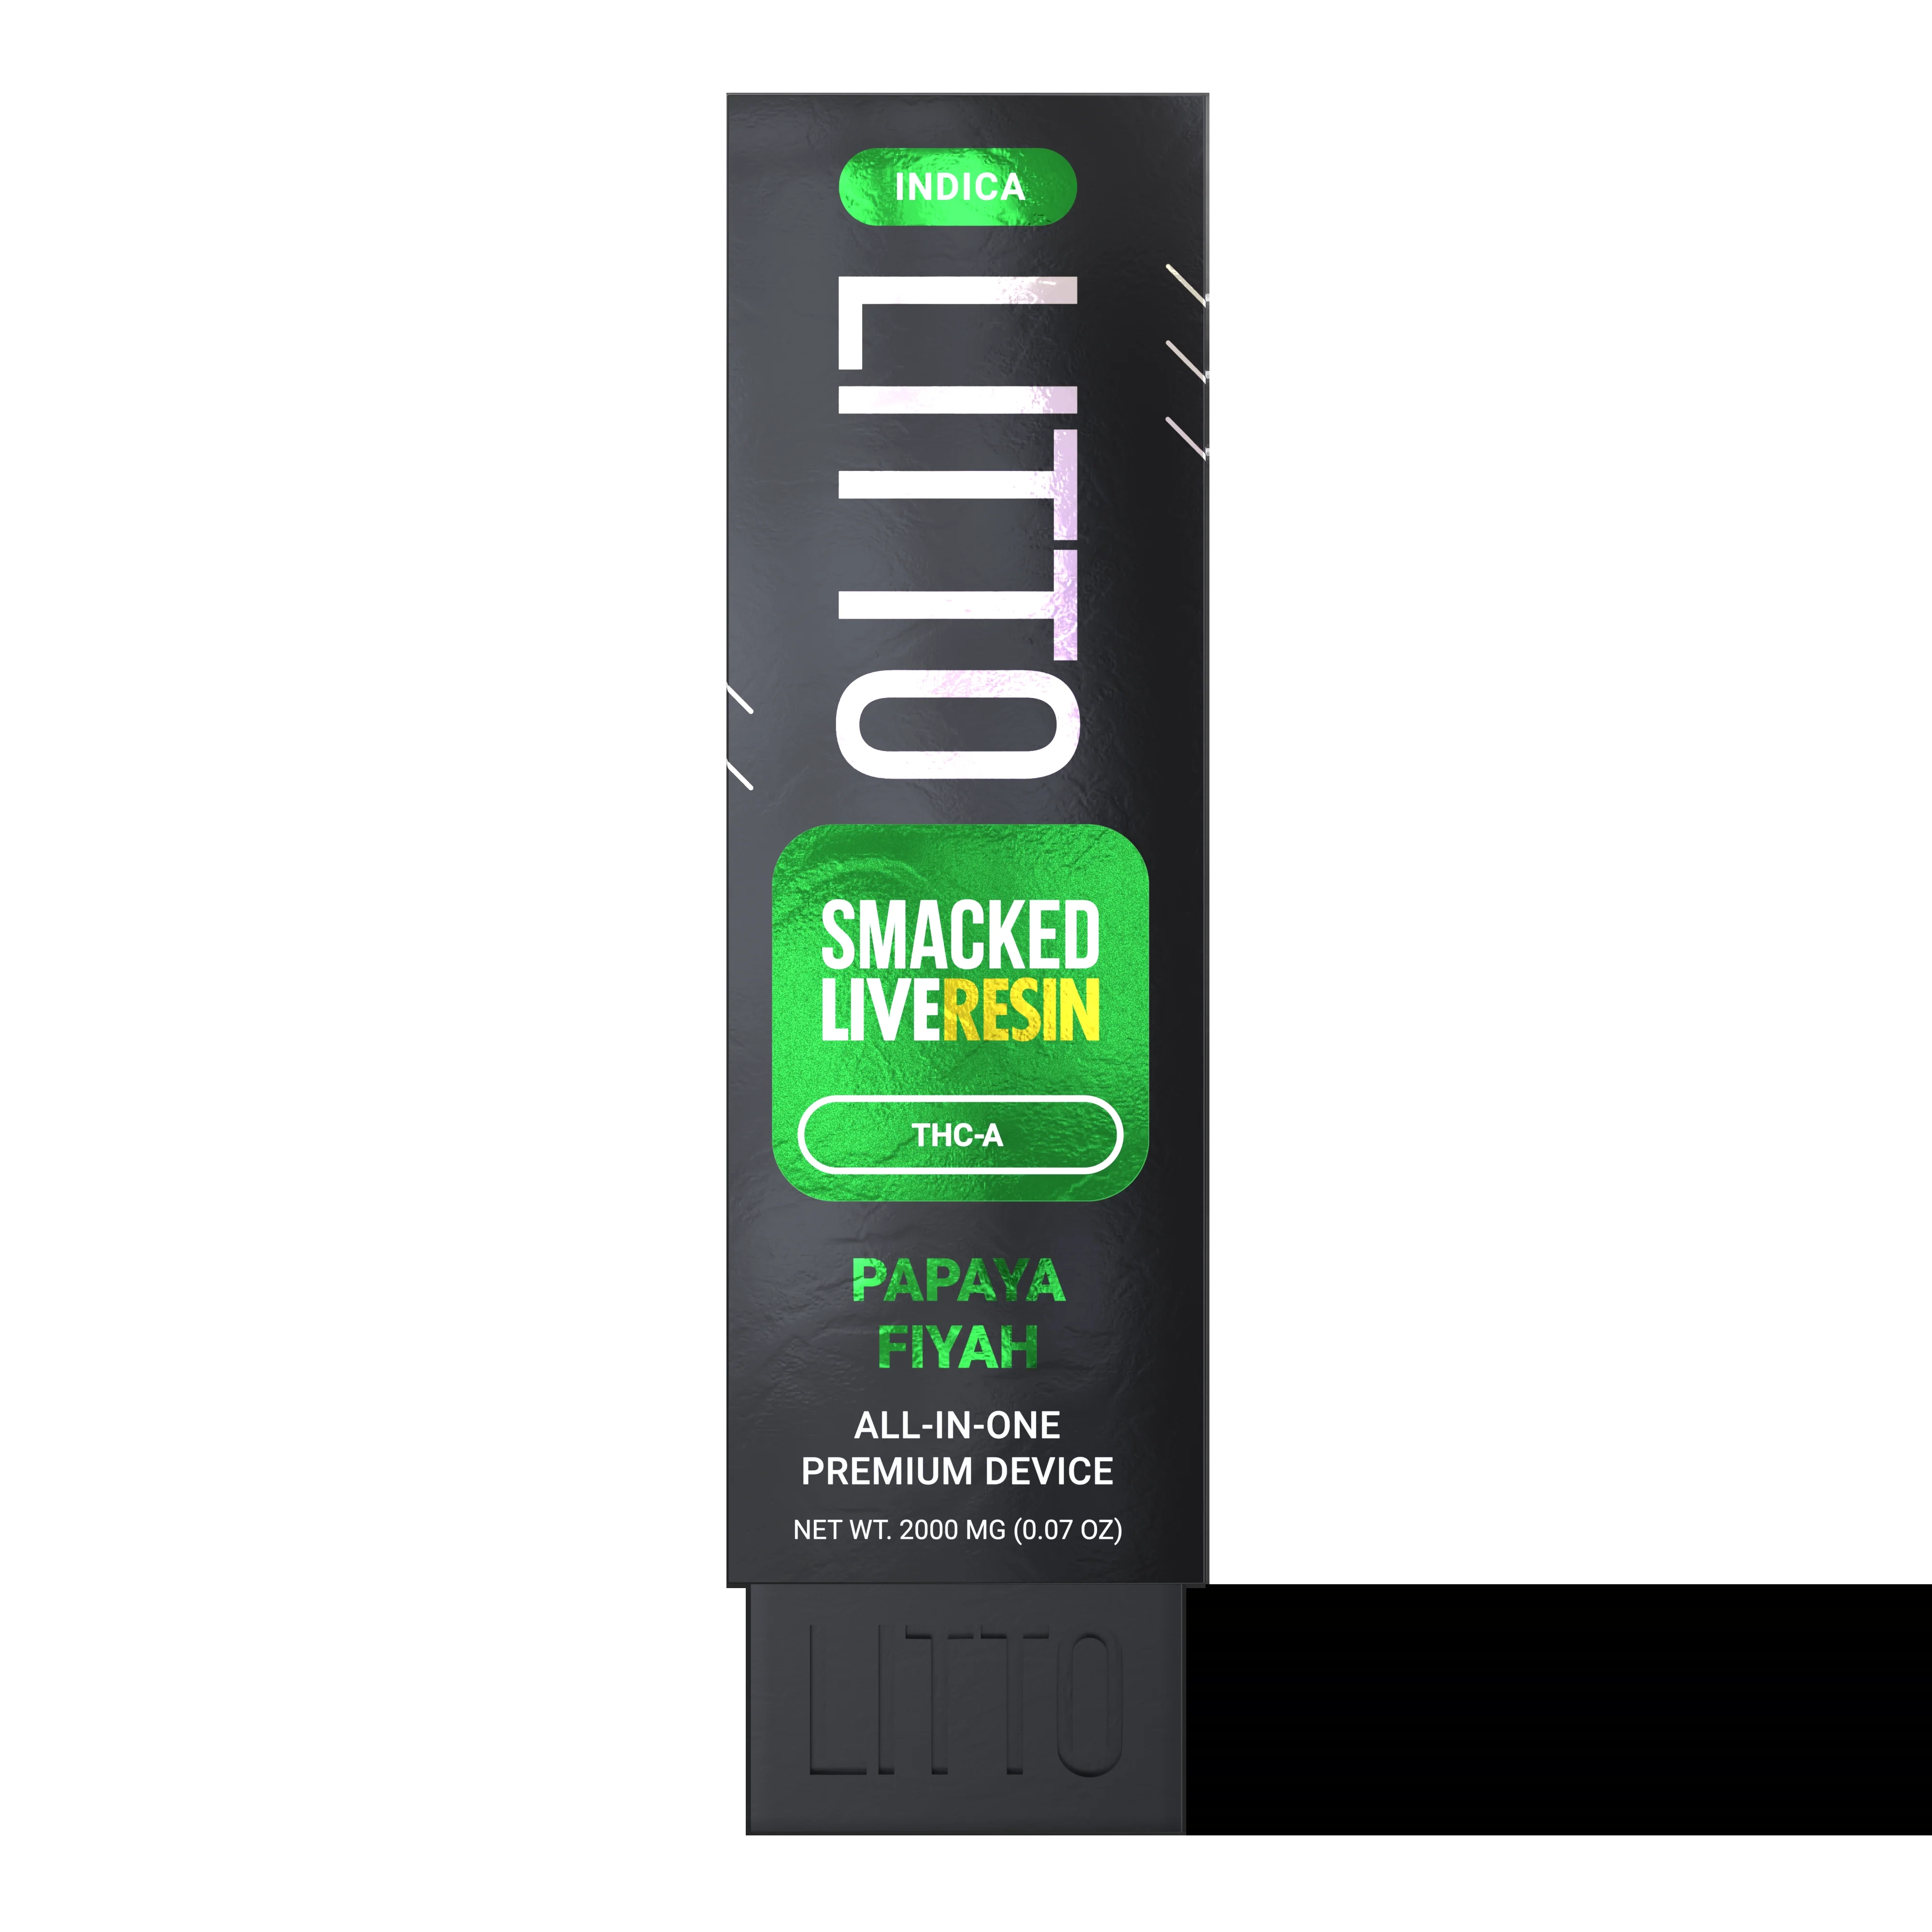 INDICA
LITTO
SMACKED
LIVERESIN
THC-A
PAPAYA
FIYAH
ALL-IN-ONE
PREMIUM DEVICE
NET WT. 2000 MG (0.07 OZ)
LITTO